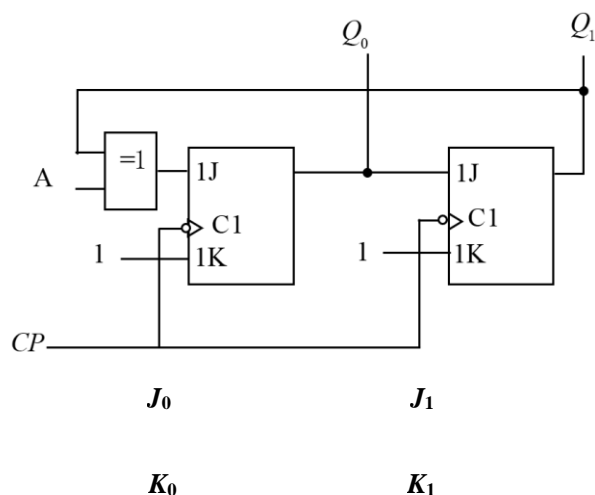 Q₀ Q₁
=1 1J 1J
A
C1 C1
1 1K 1 1K
CP
J₀ J₁
K₀ K₁